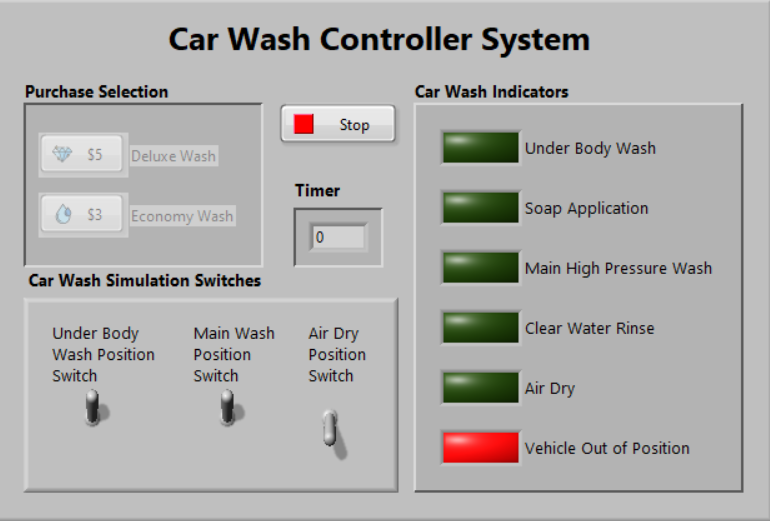 Car Wash Controller System
Purchase Selection
$5
Deluxe Wash
$3
Economy Wash
Stop
Timer
0
Car Wash Simulation Switches
Under Body
Wash Position
Switch
Main Wash
Position
Switch
Air Dry
Position
Switch
Car Wash Indicators
Under Body Wash
Soap Application
Main High Pressure Wash
Clear Water Rinse
Air Dry
Vehicle Out of Position